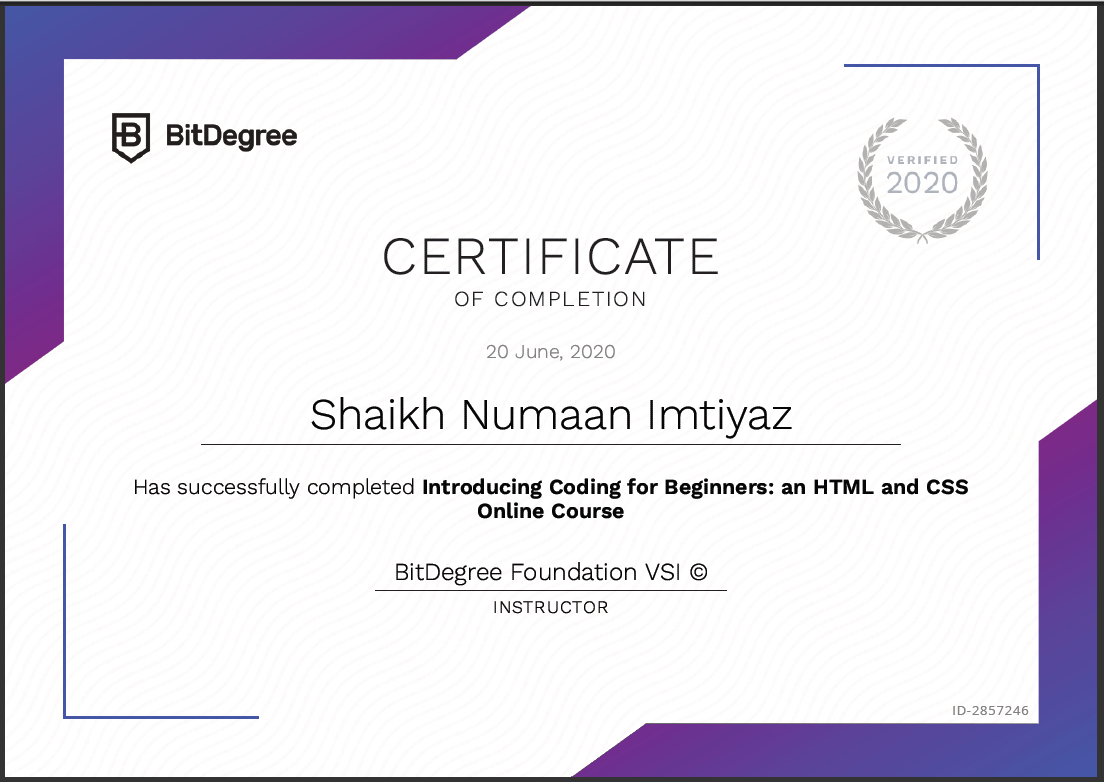 BitDegree
VERIFIED
2020
CERTIFICATE
OF COMPLETION
20 June, 2020
Shaikh Numaan Imtiyaz
Has successfully completed Introducing Coding for Beginners: an HTML and CSS
Online Course
BitDegree Foundation VSI ©
INSTRUCTOR
ID-2857246